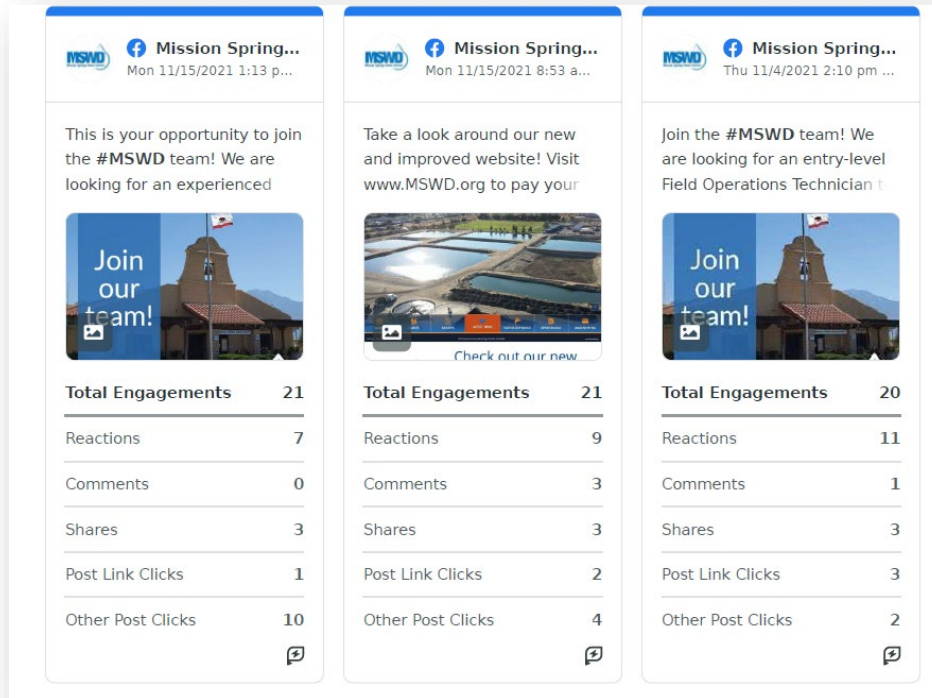 MSWD
Mission Spring...
Mon 11/15/2021 1:13 p...
This is your opportunity to join
the #MSWD team! We are
looking for an experienced
Join
our
team!
Total Engagements 21
Reactions 7
Comments 0
Shares 3
Post Link Clicks 1
Other Post Clicks 10
MSWD
Mission Spring...
Mon 11/15/2021 8:53 a...
Take a look around our new
and improved website! Visit
www.MSWD.org to pay your
Check out our new
Total Engagements 21
Reactions 9
Comments 3
Shares 3
Post Link Clicks 2
Other Post Clicks 4
MSWD
Mission Spring...
Thu 11/4/2021 2:10 pm ...
Join the #MSWD team! We
are looking for an entry-level
Field Operations Technician t
Join
our
team!
Total Engagements 20
Reactions 11
Comments 1
Shares 3
Post Link Clicks 3
Other Post Clicks 2